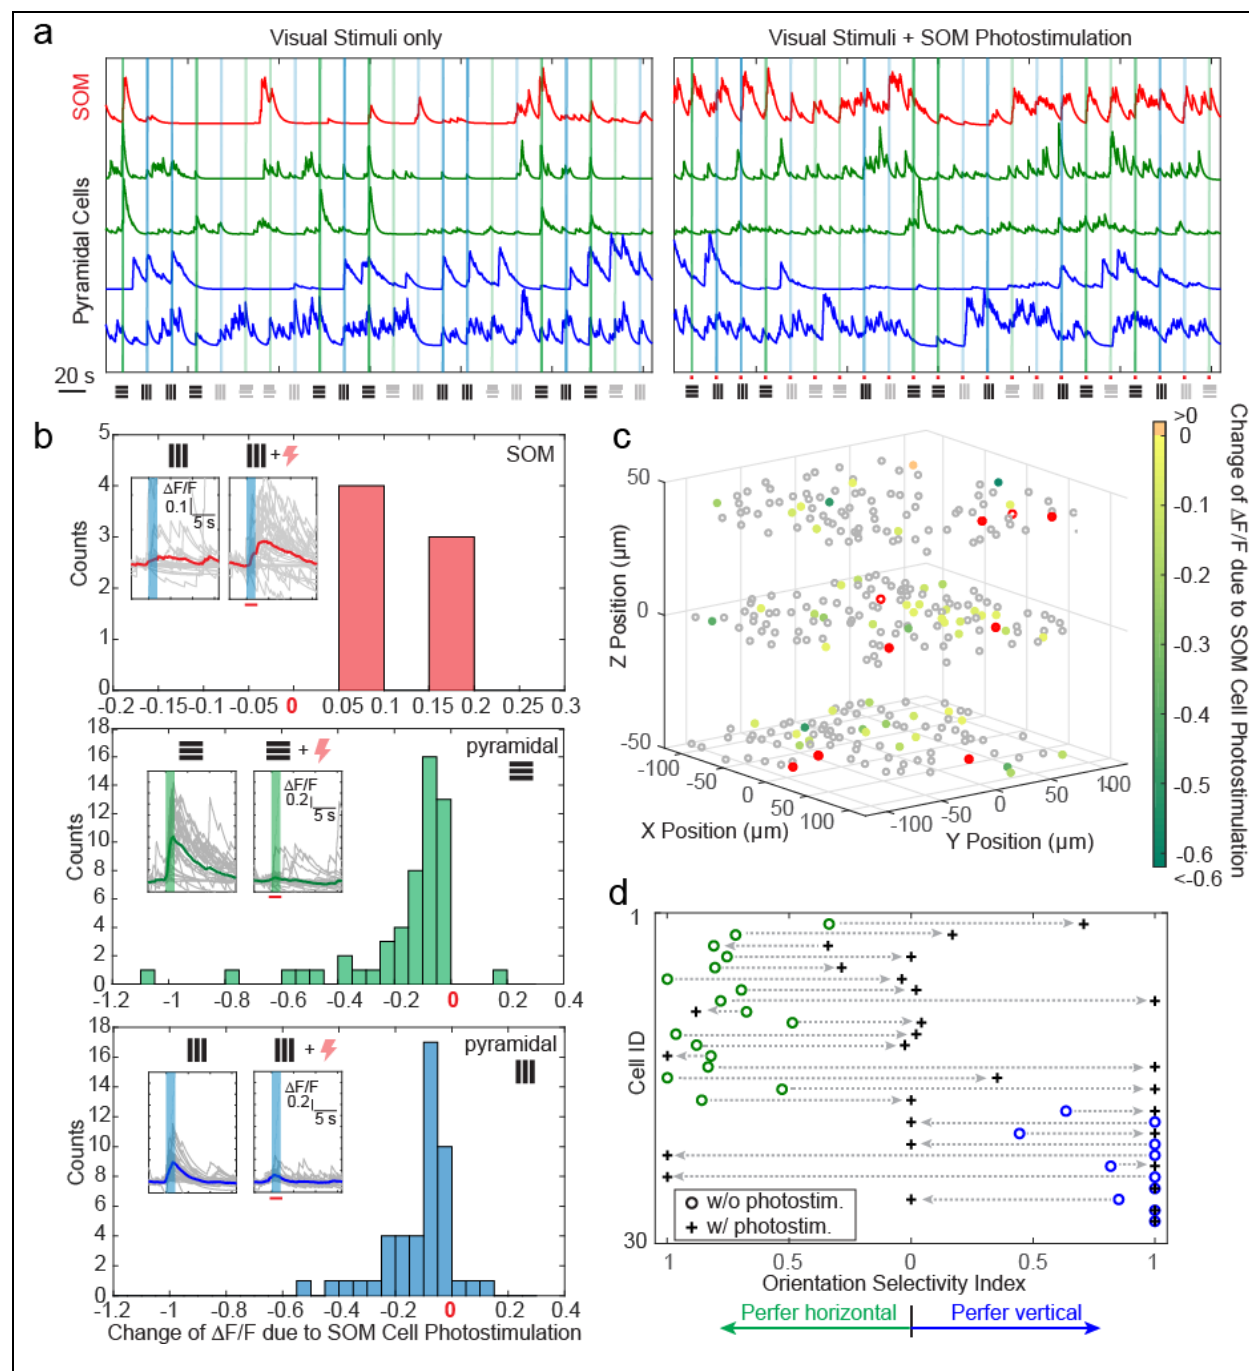 a
Visual Stimuli only
Visual Stimuli + SOM Photostimulation
SOM
Pyramidal Cells
20 s
b
5
4
3
2
1
0
Counts
SOM
+
ΔF/F
0.1
5 s
-0.2 -0.15 -0.1 -0.05 0 0.05 0.1 0.15 0.2 0.25 0.3
18
16
14
12
10
8
6
4
2
0
Counts
pyramidal
+
ΔF/F
0.2
5 s
-1.2 -1 -0.8 -0.6 -0.4 -0.2 0 0.2 0.4
18
16
14
12
10
8
6
4
2
0
Counts
pyramidal
+
ΔF/F
0.2
5 s
-1.2 -1 -0.8 -0.6 -0.4 -0.2 0 0.2 0.4
Change of ΔF/F due to SOM Cell Photostimulation
c
50
0
-50
Z Position (µm)
-100 -50 0 50 100
X Position (µm)
-100 -50 0 50 100
Y Position (µm)
>0
0
-0.1
-0.2
-0.3
-0.4
-0.5
-0.6
<-0.6
Change of ΔF/F due to SOM Cell Photostimulation
d
1
30
Cell ID
w/o photostim.
w/ photostim.
1 0.5 0 0.5 1
Orientation Selectivity Index
Perfer horizontal
Perfer vertical